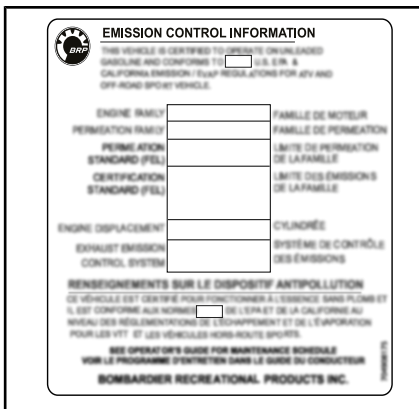 BRP
EMISSION CONTROL INFORMATION
THIS VEHICLE IS CERTIFIED TO OPERATE ON UNLEADED
GASOLINE AND CONFORMS TO U.S. EPA &
CALIFORNIA EMISSION / EVAP REGULATIONS FOR ATV AND
OFF-ROAD SPORT VEHICLE.
ENGINE FAMILY FAMILLE DE MOTEUR
PERMEATION FAMILY FAMILLE DE PERMEATION
PERMEATION LIMITE DE PERMEATION
STANDARD (FEL) DE LA FAMILLE
CERTIFICATION LIMITE DES ÉMISSIONS
STANDARD (FEL) DE LA FAMILLE
ENGINE DISPLACEMENT CYLINDRÉE
EXHAUST EMISSION SYSTÈME DE CONTRÔLE
CONTROL SYSTEM DES ÉMISSIONS
RENSEIGNEMENTS SUR LE DISPOSITIF ANTIPOLLUTION
CE VÉHICULE EST CERTIFIÉ POUR FONCTIONNER À L'ESSENCE SANS PLOMB ET
IL EST CONFORME AUX NORMES DE L'EPA ET DE LA CALIFORNIE AU
NIVEAU DES RÉGLEMENTATIONS DE L'ÉCHAPPEMENT ET DE L'ÉVAPORATION
POUR LES VTT ET LES VÉHICULES HORS-ROUTE SPORTS.
SEE OPERATOR'S GUIDE FOR MAINTENANCE SCHEDULE
VOIR LE PROGRAMME D'ENTRETIEN DANS LE GUIDE DU CONDUCTEUR
BOMBARDIER RECREATIONAL PRODUCTS INC.